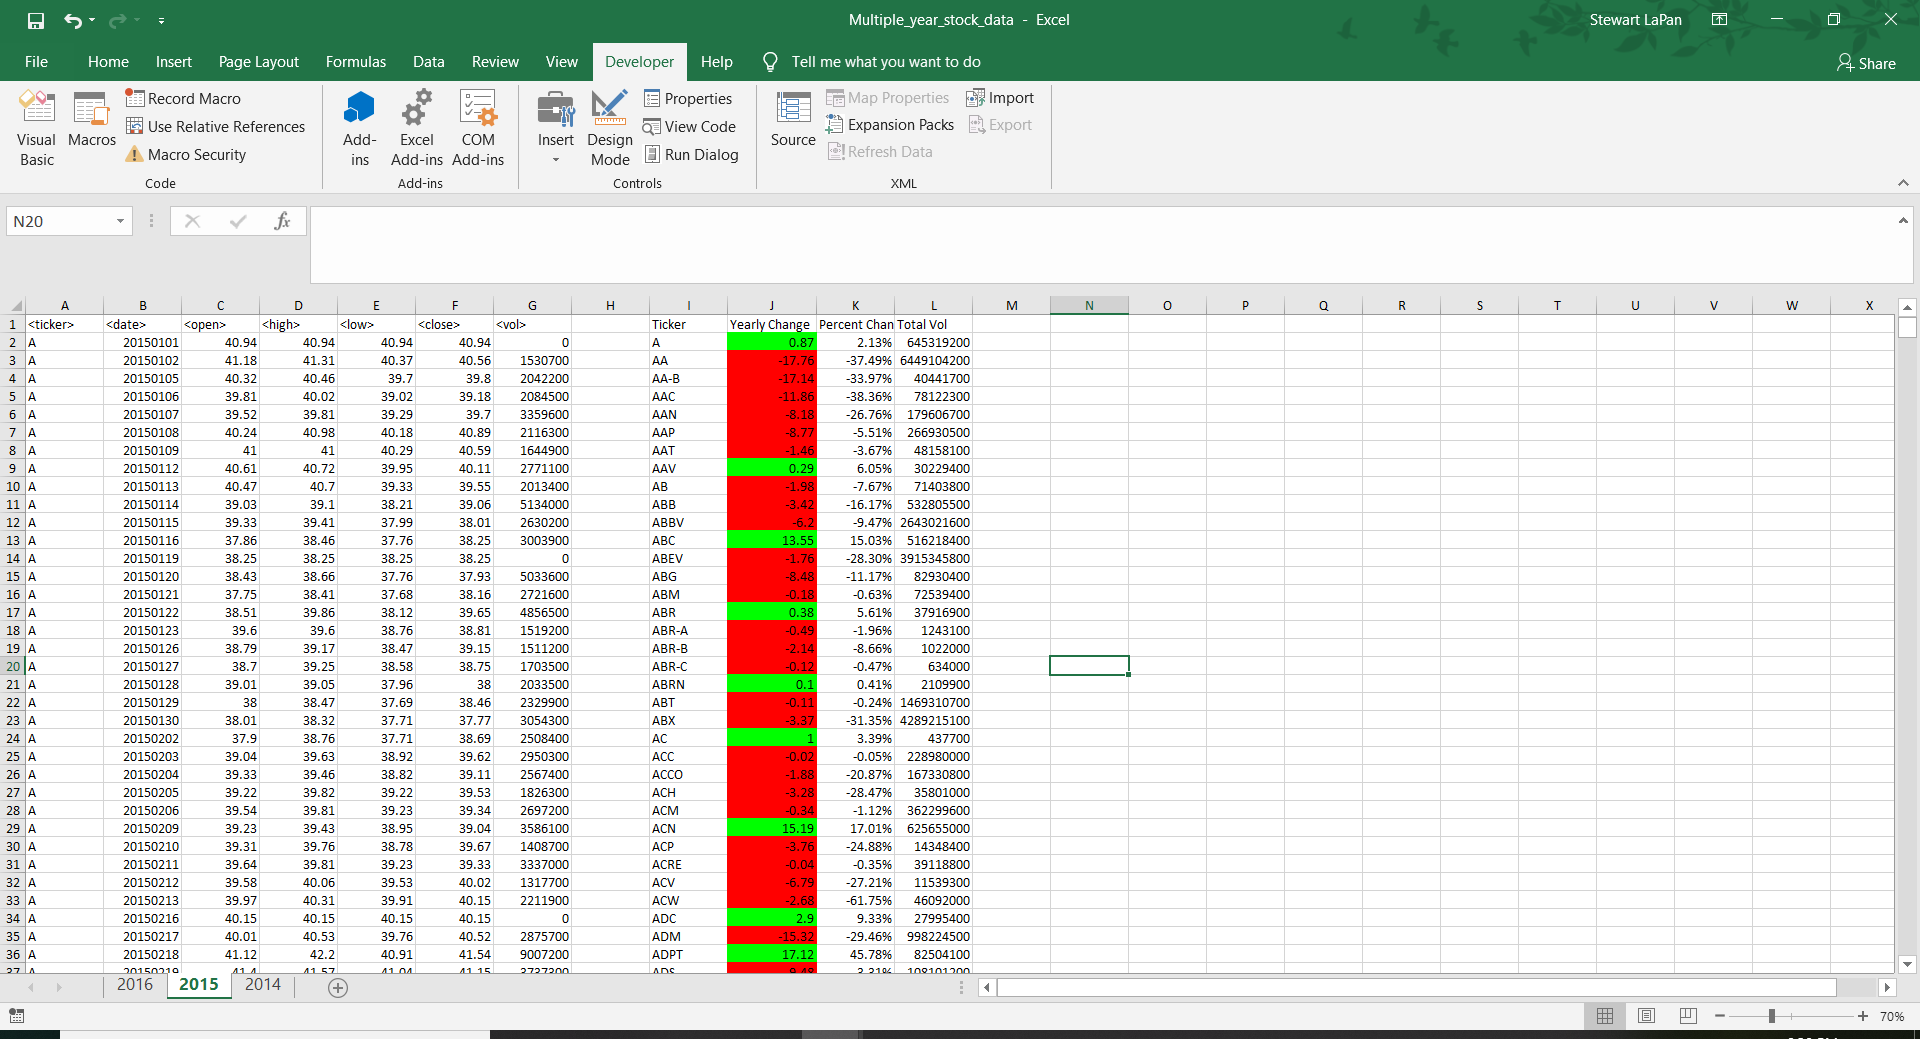 Multiple_year_stock_data - Excel
Stewart LaPan
File Home Insert Page Layout Formulas Data Review View Developer Help Tell me what you want to do Share
Visual Basic
Macros
Record Macro
Use Relative References
Macro Security
Code
Add-ins
Excel Add-ins
COM Add-ins
Add-ins
Insert
Design Mode
Properties
View Code
Run Dialog
Controls
Source
Map Properties
Expansion Packs
Refresh Data
Import
Export
XML
N20
fx
A B C D E F G H I J K L M N O P Q R S T U V W X
1 <ticker> <date> <open> <high> <low> <close> <vol> Ticker Yearly Change Percent Chan Total Vol
2 A 20150101 40.94 40.94 40.94 40.94 0 A 0.87 2.13% 645319200
3 A 20150102 41.18 41.31 40.37 40.56 1530700 AA -17.76 -37.49% 6449104200
4 A 20150105 40.32 40.46 39.7 39.8 2042200 AA-B -17.14 -33.97% 40441700
5 A 20150106 39.81 40.02 39.02 39.18 2084500 AAC -11.86 -38.36% 78122300
6 A 20150107 39.52 39.81 39.29 39.7 3359600 AAN -8.18 -26.76% 179606700
7 A 20150108 40.24 40.98 40.18 40.89 2116300 AAP -8.77 -5.51% 266930500
8 A 20150109 41 41 40.29 40.59 1644900 AAT -1.46 -3.67% 48158100
9 A 20150112 40.61 40.72 39.95 40.11 2771100 AAV 0.29 6.05% 30229400
10 A 20150113 40.47 40.7 39.33 39.55 2013400 AB -1.98 -7.67% 71403800
11 A 20150114 39.03 39.1 38.21 39.06 5134000 ABB -3.42 -16.17% 532805500
12 A 20150115 39.33 39.41 37.99 38.01 2630200 ABBV -6.2 -9.47% 2643021600
13 A 20150116 37.86 38.46 37.76 38.25 3003900 ABC 13.55 15.03% 516218400
14 A 20150119 38.25 38.25 38.25 38.25 0 ABEV -1.76 -28.30% 3915345800
15 A 20150120 38.43 38.66 37.76 37.93 5033600 ABG -8.48 -11.17% 82930400
16 A 20150121 37.75 38.41 37.68 38.16 2721600 ABM -0.18 -0.63% 72539400
17 A 20150122 38.51 39.86 38.12 39.65 4856500 ABR 0.38 5.61% 37916900
18 A 20150123 39.6 39.6 38.76 38.81 1519200 ABR-A -0.49 -1.96% 1243100
19 A 20150126 38.79 39.17 38.47 39.15 1511200 ABR-B -2.14 -8.66% 1022000
20 A 20150127 38.7 39.25 38.58 38.75 1703500 ABR-C -0.12 -0.47% 634000
21 A 20150128 39.01 39.05 37.96 38 2033500 ABRN 0.1 0.41% 2109900
22 A 20150129 38 38.47 37.69 38.46 2329900 ABT -0.11 -0.24% 1469310700
23 A 20150130 38.01 38.32 37.71 37.77 3054300 ABX -3.37 -31.35% 4289215100
24 A 20150202 37.9 38.76 37.71 38.69 2508400 AC 1 3.39% 437700
25 A 20150203 39.04 39.63 38.92 39.62 2950300 ACC -0.02 -0.05% 228980000
26 A 20150204 39.33 39.46 38.82 39.11 2567400 ACCO -1.88 -20.87% 167330800
27 A 20150205 39.22 39.82 39.22 39.53 1826300 ACH -3.28 -28.47% 35801000
28 A 20150206 39.54 39.81 39.23 39.34 2697200 ACM -0.34 -1.12% 362299600
29 A 20150209 39.23 39.43 38.95 39.04 3586100 ACN 15.19 17.01% 625655000
30 A 20150210 39.31 39.76 38.78 39.67 1408700 ACP -3.76 -24.88% 14348400
31 A 20150211 39.64 39.81 39.23 39.33 3337000 ACRE -0.04 -0.35% 39118800
32 A 20150212 39.58 40.06 39.53 40.02 1317700 ACV -6.79 -27.21% 11539300
33 A 20150213 39.97 40.31 39.91 40.15 2211900 ACW -2.68 -61.75% 46092000
34 A 20150216 40.15 40.15 40.15 40.15 0 ADC 2.9 9.33% 27995400
35 A 20150217 40.01 40.53 39.76 40.52 2875700 ADM -15.32 -29.46% 998224500
36 A 20150218 41.12 42.2 40.91 41.54 9007200 ADPT 17.12 45.78% 82504100
37 A 20150219 41.4 41.57 41.04 41.15 3737300 ADS
2016 2015 2014
70%